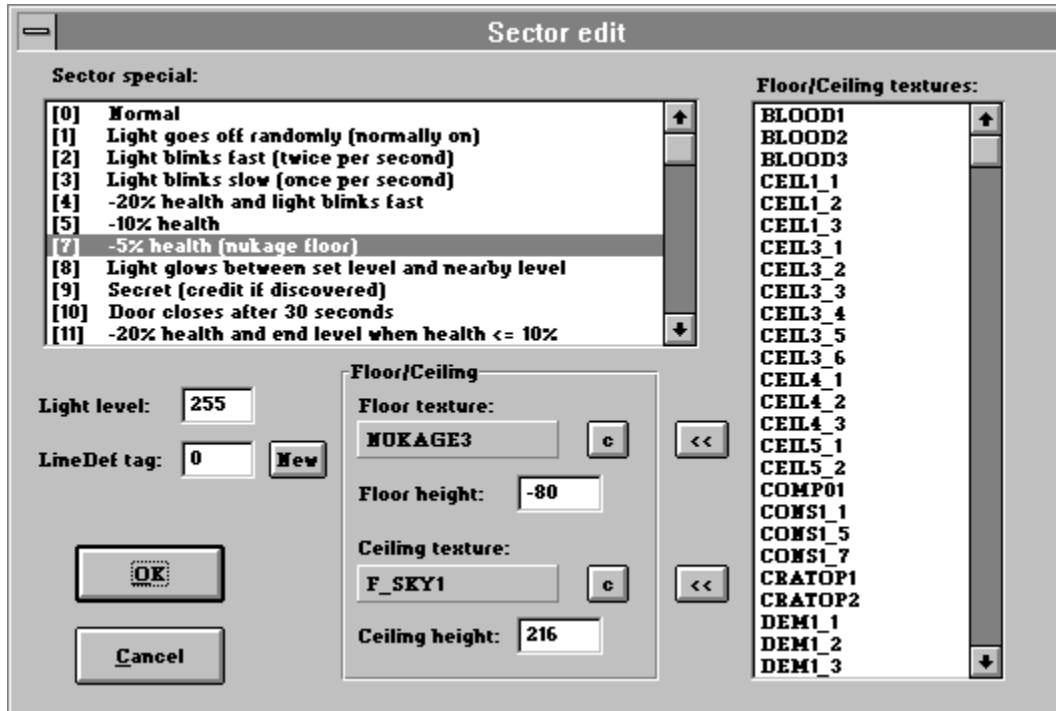 Sector edit
Sector special:
[0] Normal
[1] Light goes off randomly (normally on)
[2] Light blinks fast (twice per second)
[3] Light blinks slow (once per second)
[4] -20% health and light blinks fast
[5] -10% health
[7] -5% health (nukage floor)
[8] Light glows between set level and nearby level
[9] Secret (credit if discovered)
[10] Door closes after 30 seconds
[11] -20% health and end level when health <= 10%
Light level: 255
LineDef tag: 0 New
OK
Cancel
Floor/Ceiling
Floor texture:
NUKAGE3 c <<
Floor height: -80
Ceiling texture:
F_SKY1 c <<
Ceiling height: 216
Floor/Ceiling textures:
BLOOD1
BLOOD2
BLOOD3
CEIL1_1
CEIL1_2
CEIL1_3
CEIL3_1
CEIL3_2
CEIL3_3
CEIL3_4
CEIL3_5
CEIL3_6
CEIL4_1
CEIL4_2
CEIL4_3
CEIL5_1
CEIL5_2
COMP01
CONS1_1
CONS1_5
CONS1_7
CRATOP1
CRATOP2
DEM1_1
DEM1_2
DEM1_3